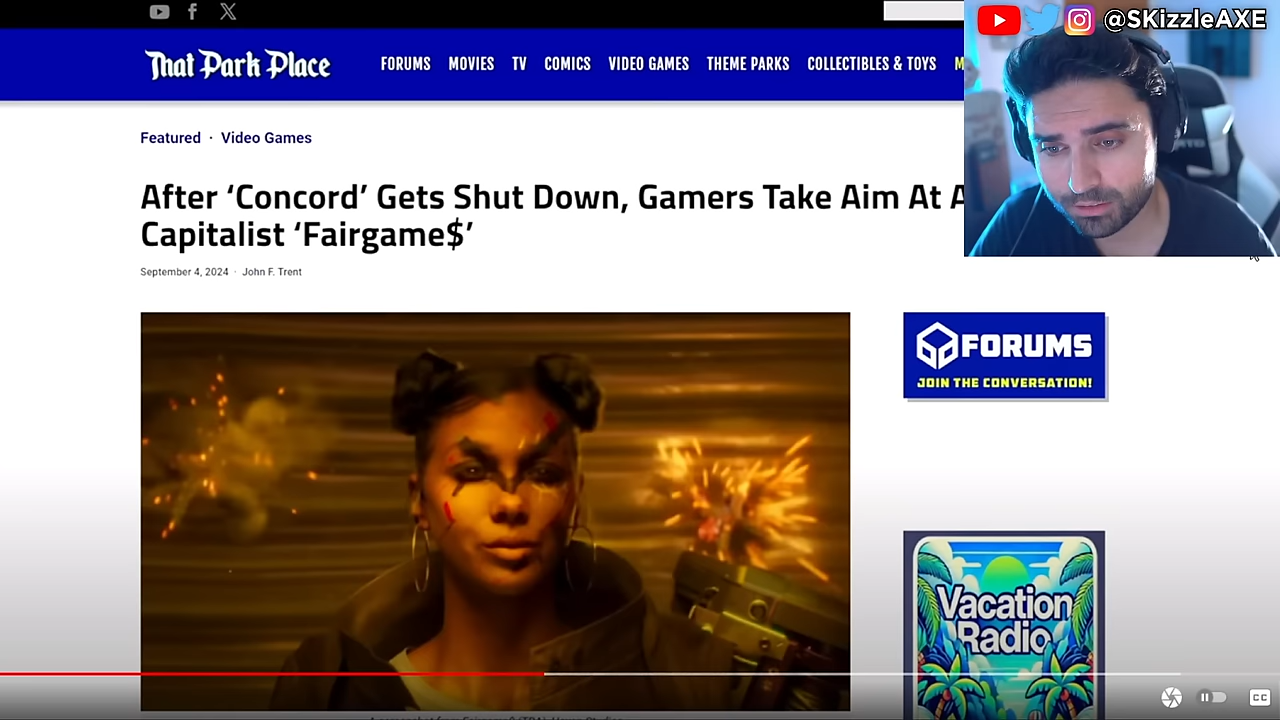 @SKizzleAXE
That Park Place
FORUMS MOVIES TV COMICS VIDEO GAMES THEME PARKS COLLECTIBLES & TOYS
Featured · Video Games
After ‘Concord’ Gets Shut Down, Gamers Take Aim At
Capitalist ‘Fairgame$’
September 4, 2024 · John F. Trent
FORUMS
JOIN THE CONVERSATION!
Vacation
Radio
CC